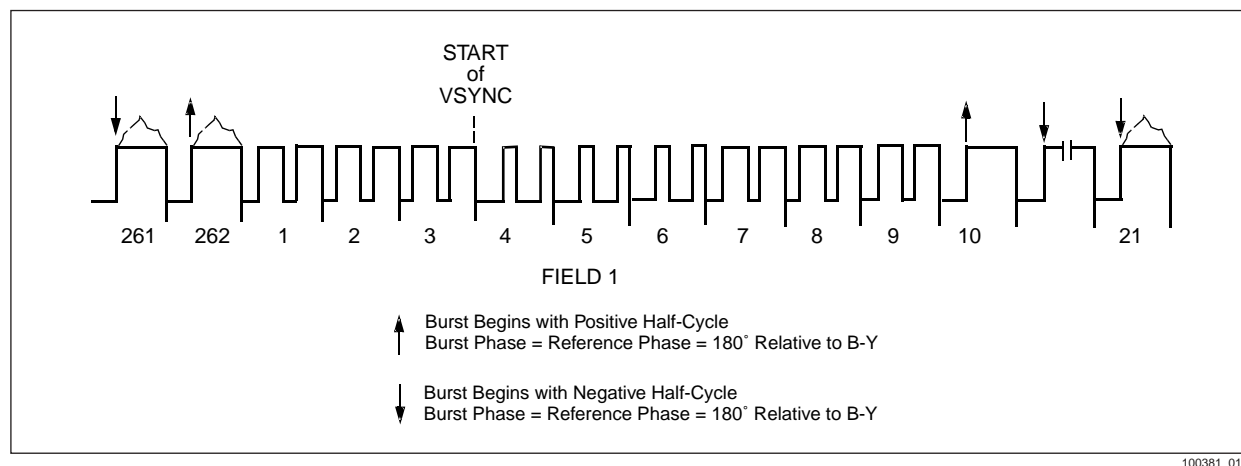 START
of
VSYNC
261 262 1 2 3 4 5 6 7 8 9 10 21
FIELD 1
Burst Begins with Positive Half-Cycle
Burst Phase = Reference Phase = 180° Relative to B-Y
Burst Begins with Negative Half-Cycle
Burst Phase = Reference Phase = 180° Relative to B-Y
100381_01